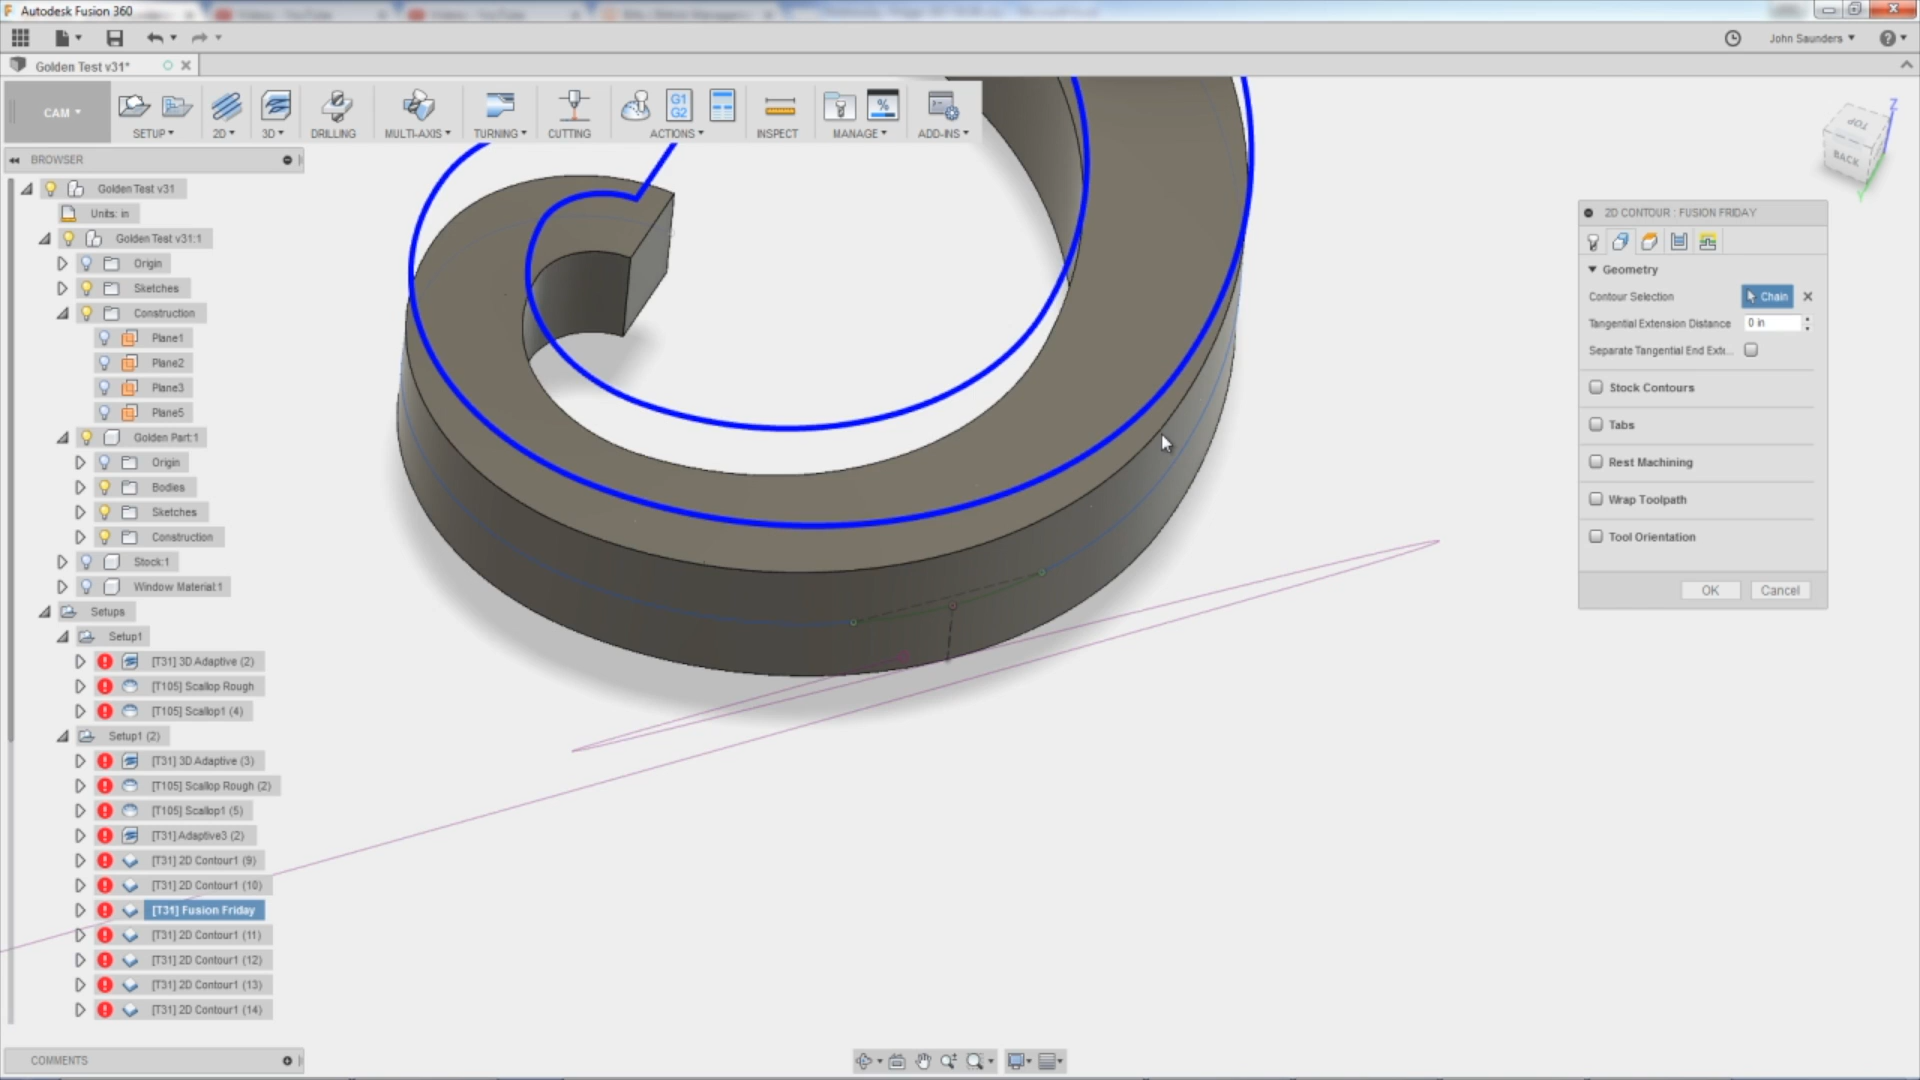 Autodesk Fusion 360
John Saunders
Golden Test v31*
CAM
SETUP
2D
3D
DRILLING
MULTI-AXIS
TURNING
CUTTING
G1
G2
ACTIONS
INSPECT
%
MANAGE
ADD-INS
TOP
BACK
Z
Y
BROWSER
Golden Test v31
Units: in
Golden Test v31:1
Origin
Sketches
Construction
Plane1
Plane2
Plane3
Plane5
Golden Part:1
Origin
Bodies
Sketches
Construction
Stock:1
Window Material:1
Setups
Setup1
[T31] 3D Adaptive (2)
[T105] Scallop Rough
[T105] Scallop1 (4)
Setup1 (2)
[T31] 3D Adaptive (3)
[T105] Scallop Rough (2)
[T105] Scallop1 (5)
[T31] Adaptive3 (2)
[T31] 2D Contour1 (9)
[T31] 2D Contour1 (10)
[T31] Fusion Friday
[T31] 2D Contour1 (11)
[T31] 2D Contour1 (12)
[T31] 2D Contour1 (13)
[T31] 2D Contour1 (14)
COMMENTS
2D CONTOUR : FUSION FRIDAY
Geometry
Contour Selection
Chain
Tangential Extension Distance
0 in
Separate Tangential End Ext...
Stock Contours
Tabs
Rest Machining
Wrap Toolpath
Tool Orientation
OK
Cancel